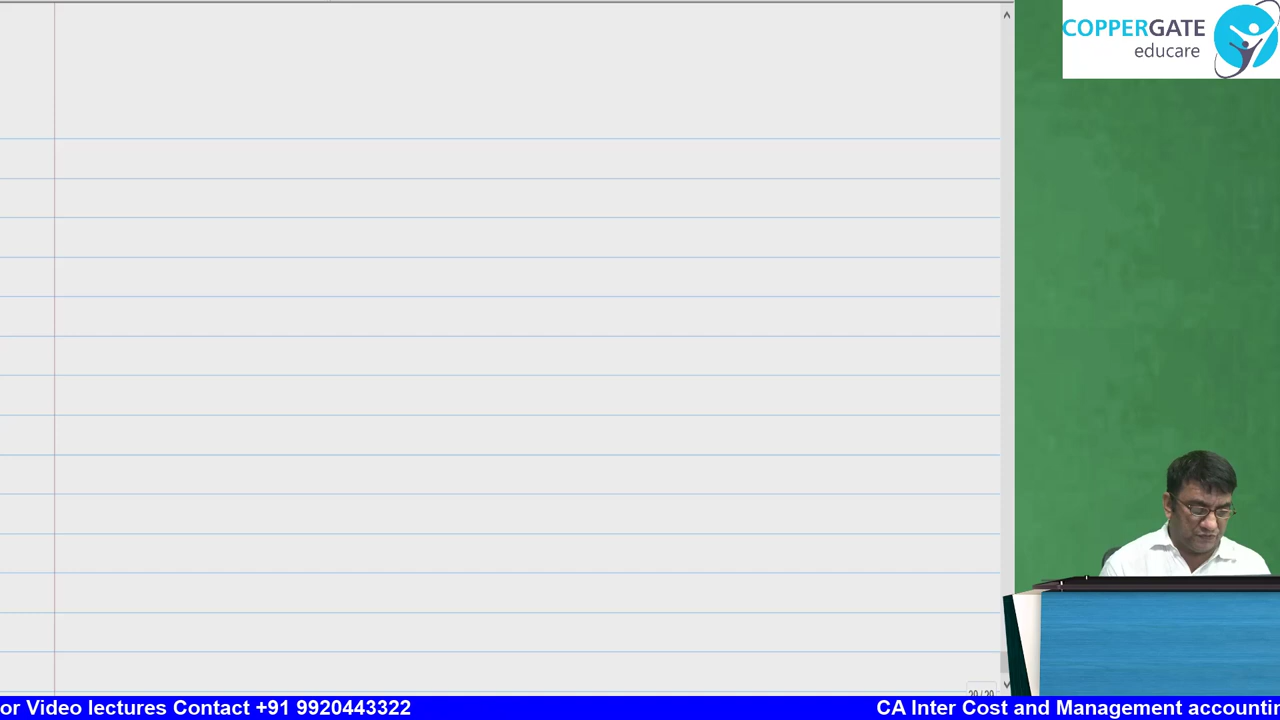 COPPERGATE
educare
or Video lectures Contact +91 9920443322
CA Inter Cost and Management accountin